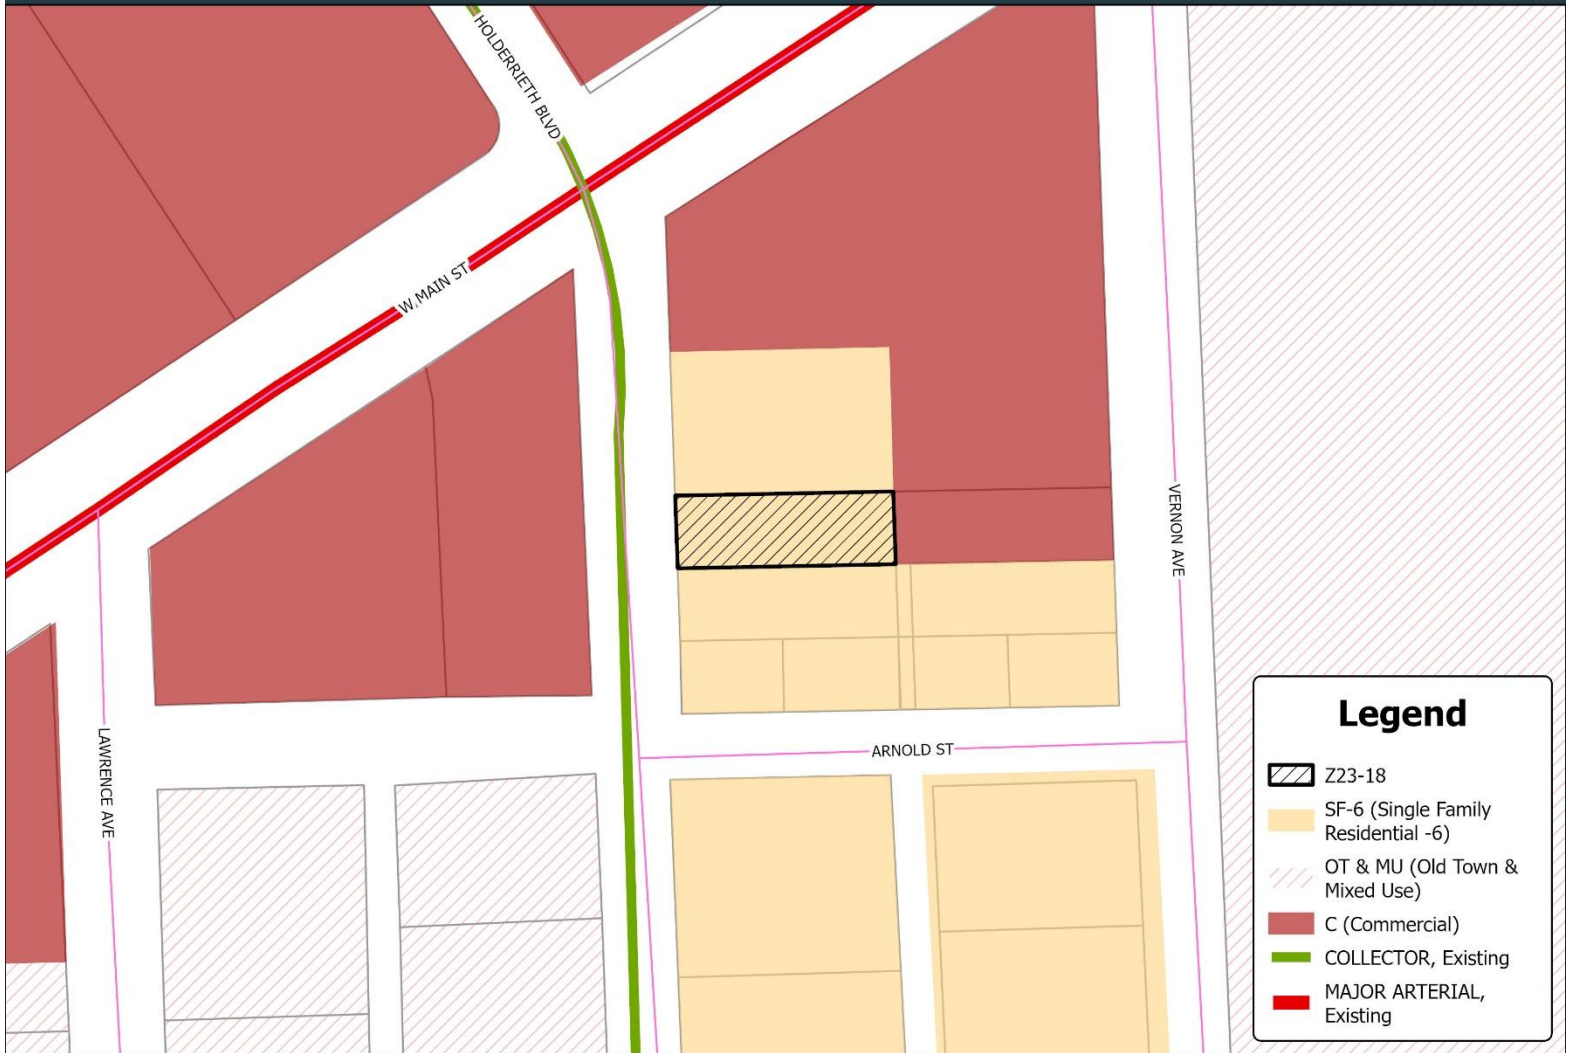 HOLDERRIETH BLVD
W. MAIN ST
VERNON AVE
LAWRENCE AVE
ARNOLD ST
Legend
Z23-18
SF-6 (Single Family
Residential -6)
OT & MU (Old Town &
Mixed Use)
C (Commercial)
COLLECTOR, Existing
MAJOR ARTERIAL,
Existing